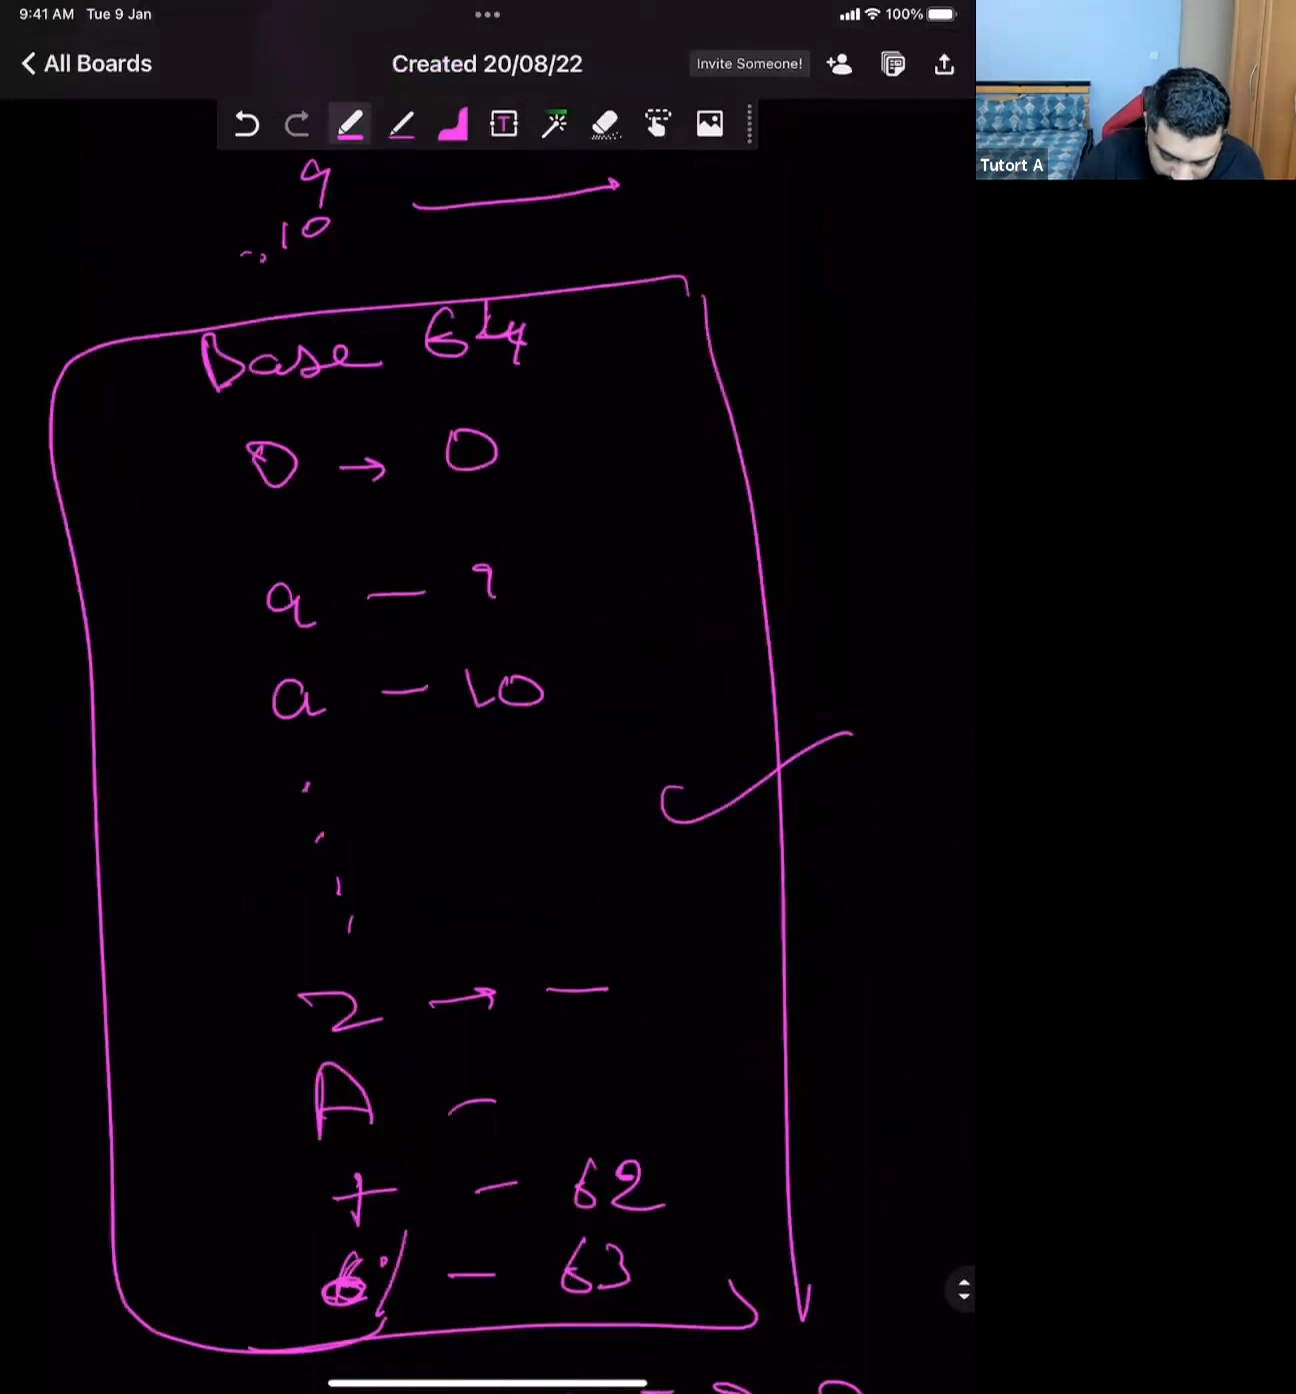 9:41 AM Tue 9 Jan
100%
All Boards
Created 20/08/22
Invite Someone!
T
Tutort A
9
10
Base 64
0 → 0
9 — 9
a — 10
z → —
A —
+ — 62
/ — 63